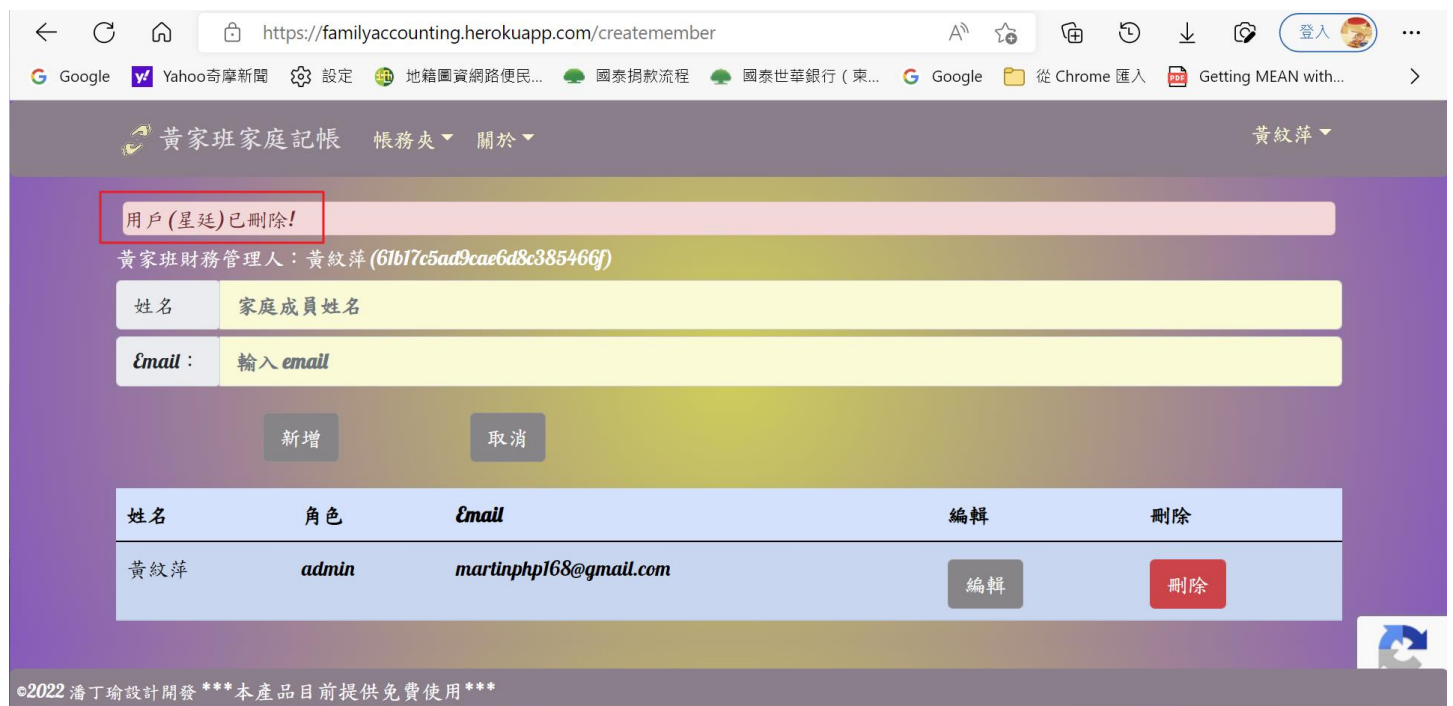 https://familyaccounting.herokuapp.com/createmember 登入
Google Yahoo奇摩新聞 設定 地籍圖資網路便民... 國泰捐款流程 國泰世華銀行 ( 柬... Google 從 Chrome 匯入 PDF Getting MEAN with...
黃家班家庭記帳 帳務夾 關於 黃紋萍
用戶(星廷)已刪除!
黃家班財務管理人：黃紋萍(61b17c5ad9cae6d8c385466f)
姓名 家庭成員姓名
Email： 輸入email
新增 取消
姓名 角色 Email 編輯 刪除
黃紋萍 admin martinphp168@gmail.com 編輯 刪除
©2022 潘丁瑜設計開發 ***本產品目前提供免費使用***